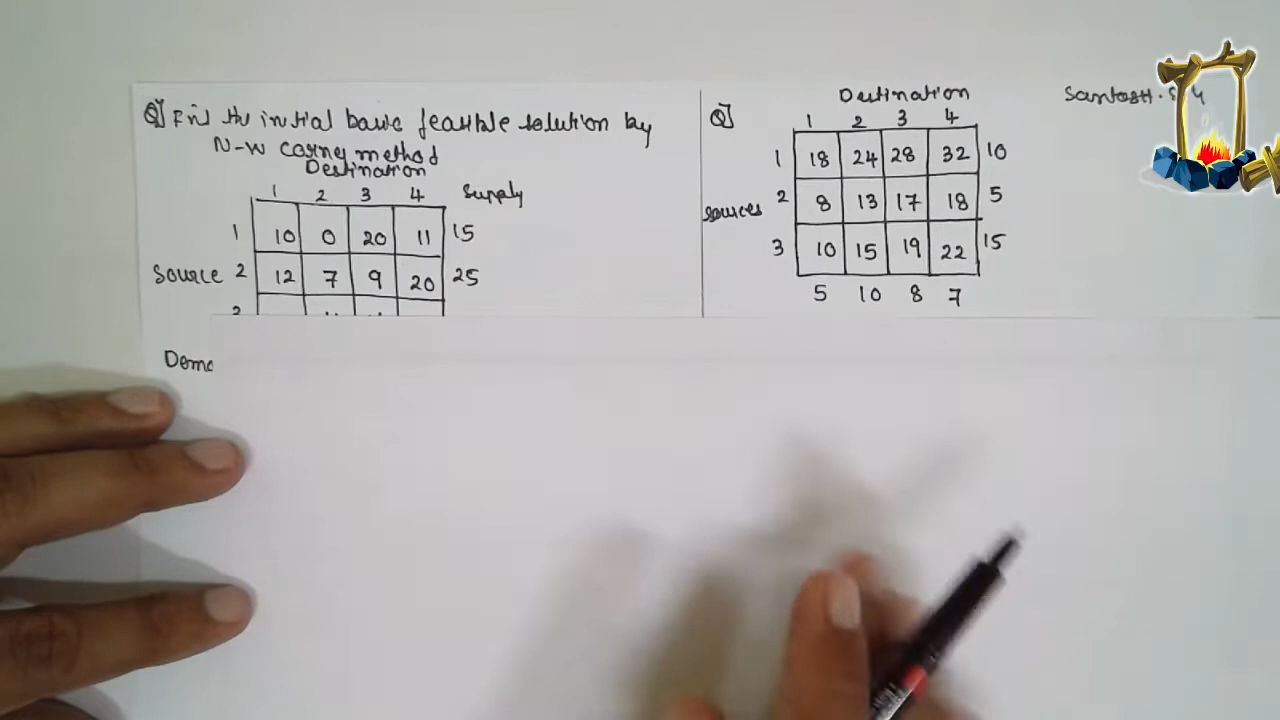 Q] Find the initial basic feasible solution by
N-W corner method
Destination
1 2 3 4 Supply
1 10 0 20 11 15
Source 2 12 7 9 20 25
Demo
Q] Destination
1 2 3 4
1 18 24 28 32 10
Sources 2 8 13 17 18 5
3 10 15 19 22 15
5 10 8 7
Santosh